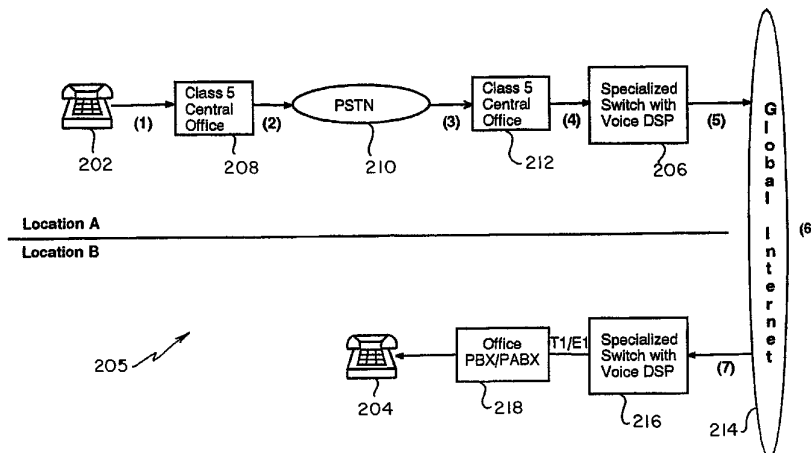 Class 5
Central
Office
PSTN
Class 5
Central
Office
Specialized
Switch with
Voice DSP
(1)
(2)
(3)
(4)
(5)
202
208
210
212
206
Global Internet
(6
Location A
Location B
205
Office
PBX/PABX
T1/E1
Specialized
Switch with
Voice DSP
(7)
204
218
216
214